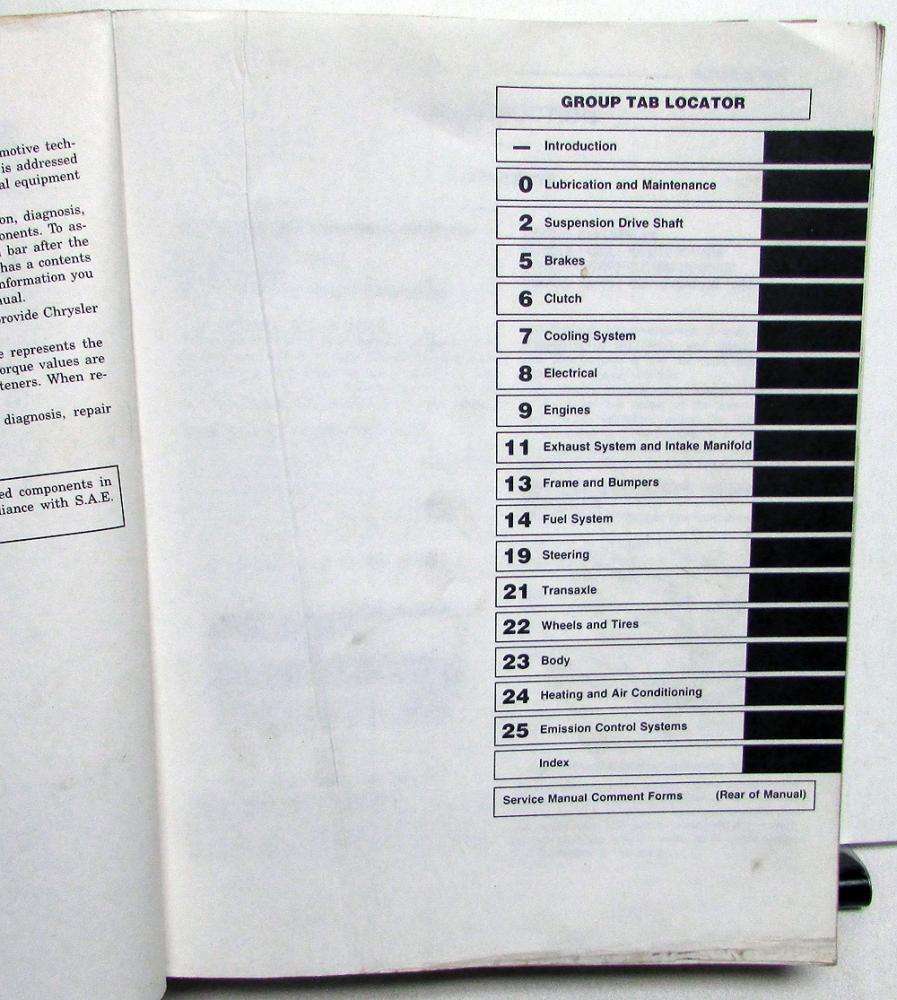 motive tech-
is addressed
al equipment
on, diagnosis,
onents. To as-
bar after the
has a contents
nformation you
ual.
rovide Chrysler
e represents the
orque values are
teners. When re-
diagnosis, repair
ed components in
iance with S.A.E.
GROUP TAB LOCATOR
— Introduction
0 Lubrication and Maintenance
2 Suspension Drive Shaft
5 Brakes
6 Clutch
7 Cooling System
8 Electrical
9 Engines
11 Exhaust System and Intake Manifold
13 Frame and Bumpers
14 Fuel System
19 Steering
21 Transaxle
22 Wheels and Tires
23 Body
24 Heating and Air Conditioning
25 Emission Control Systems
Index
Service Manual Comment Forms (Rear of Manual)